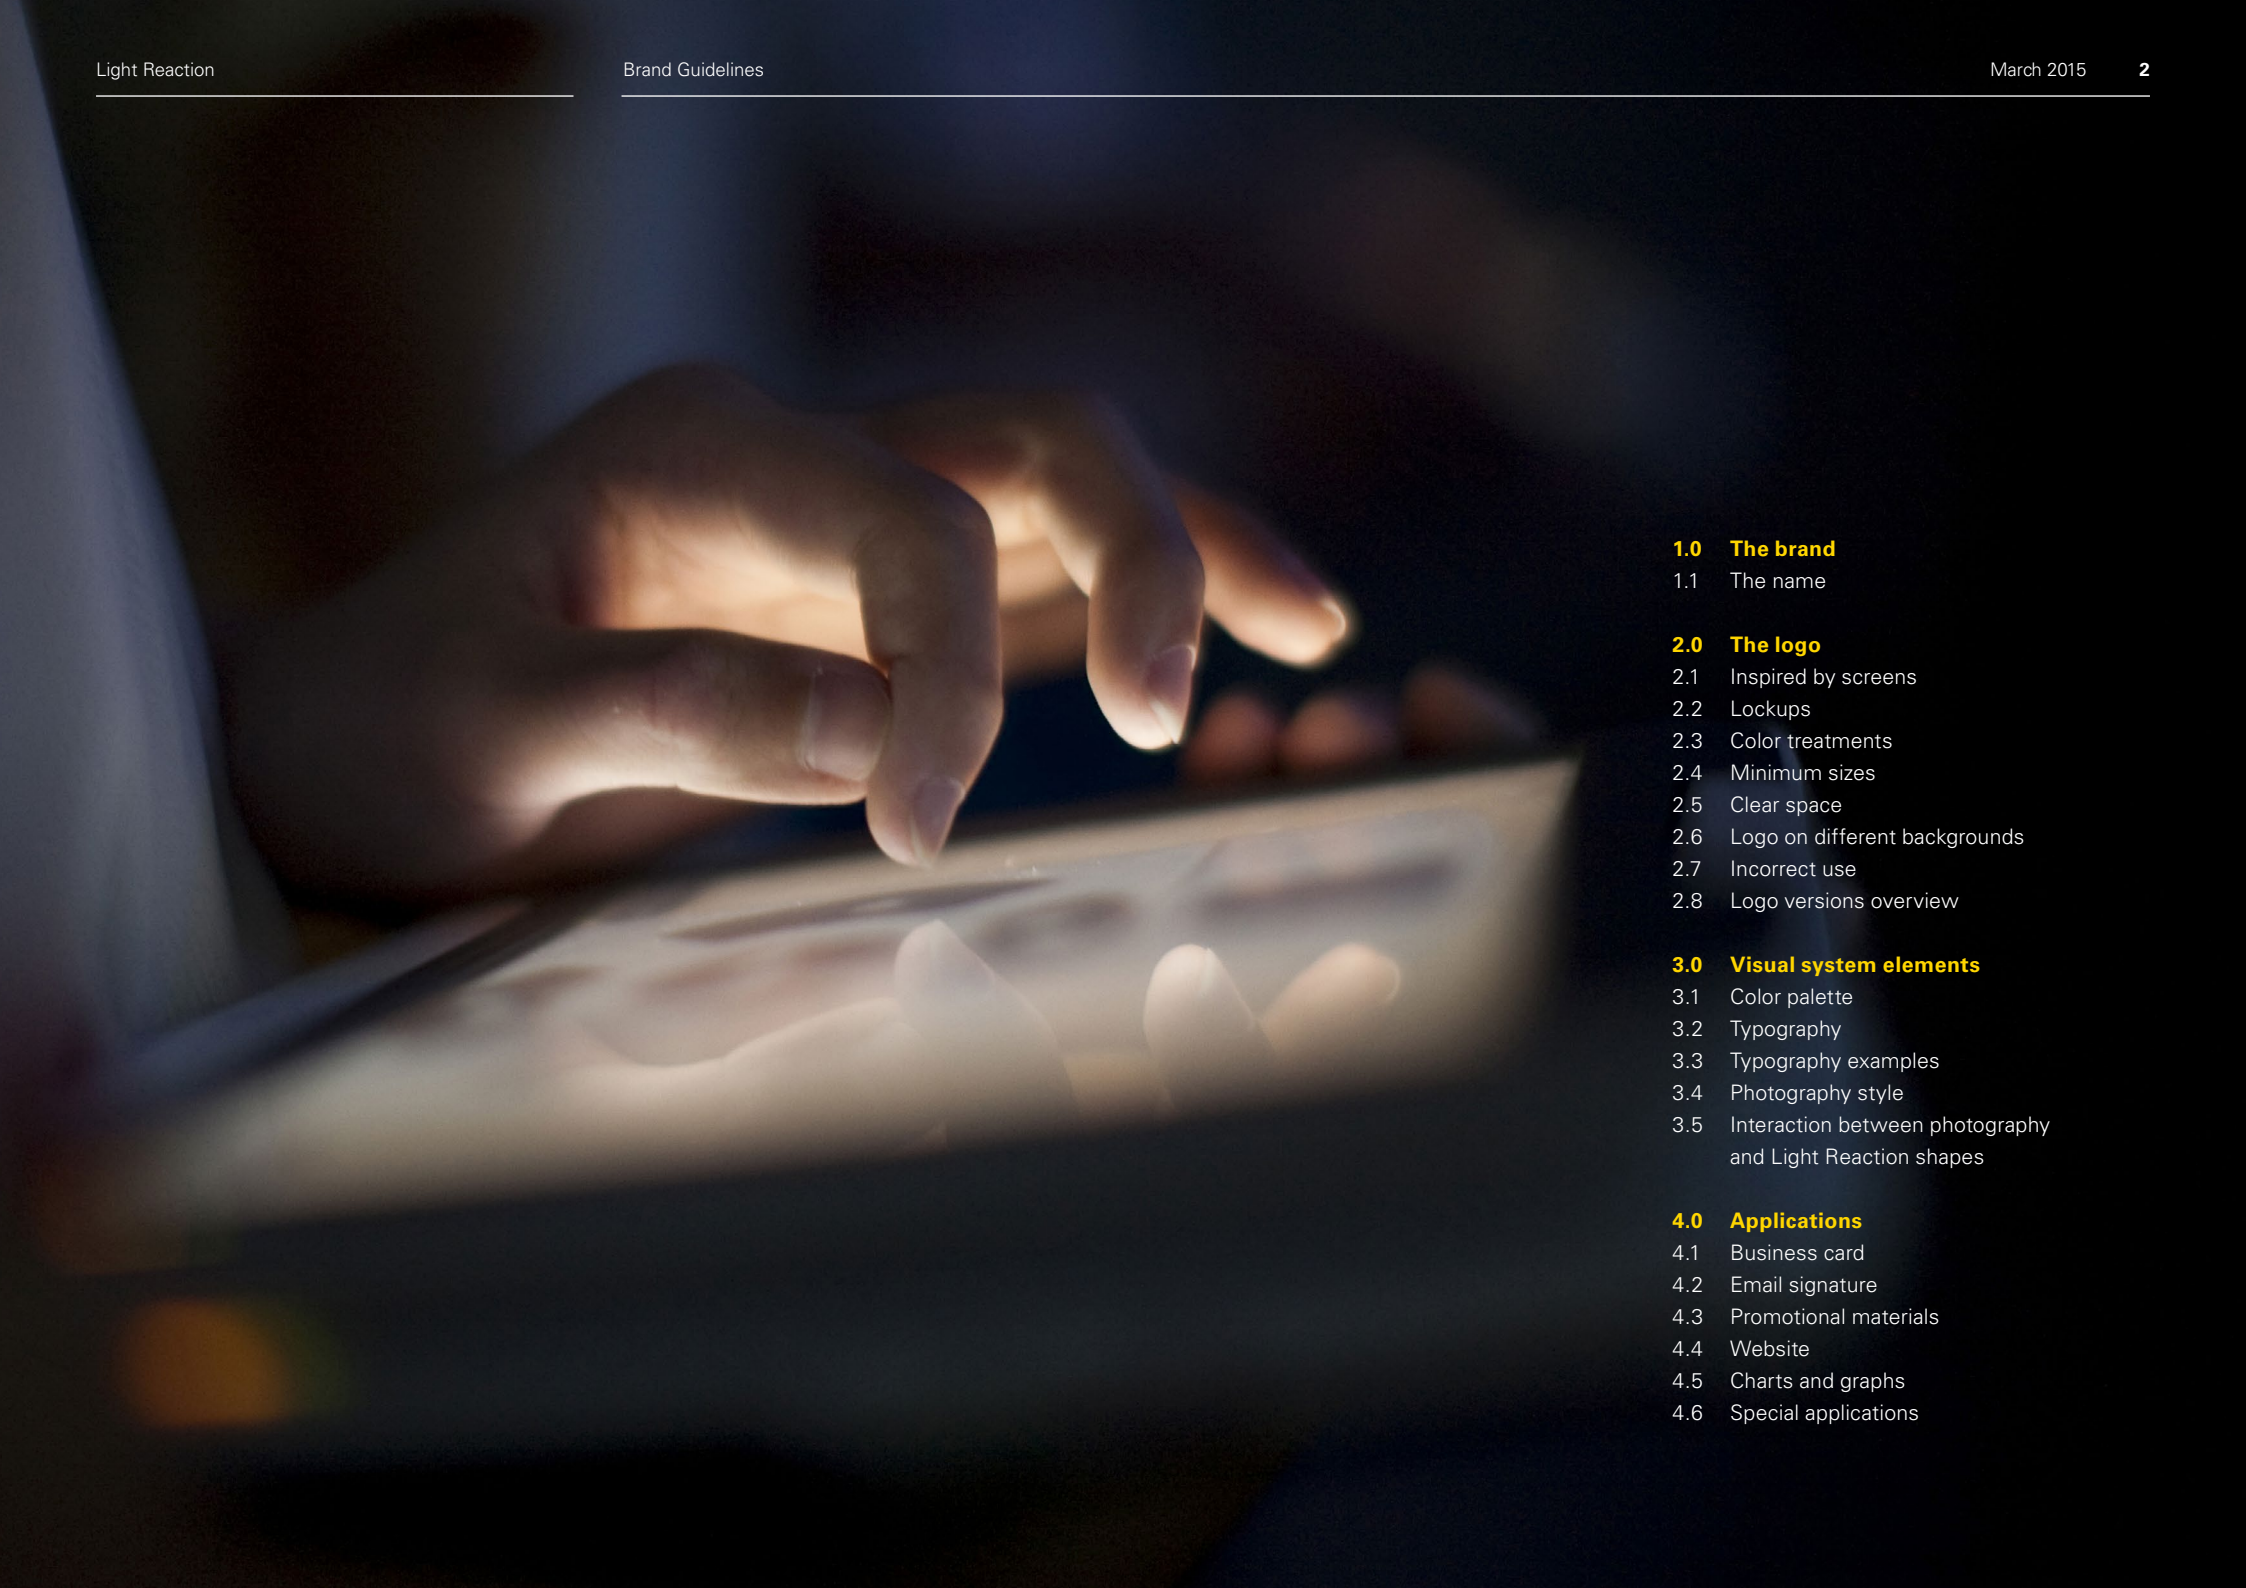 Light Reaction
Brand Guidelines
March 2015 2
1.0 The brand
1.1 The name
2.0 The logo
2.1 Inspired by screens
2.2 Lockups
2.3 Color treatments
2.4 Minimum sizes
2.5 Clear space
2.6 Logo on different backgrounds
2.7 Incorrect use
2.8 Logo versions overview
3.0 Visual system elements
3.1 Color palette
3.2 Typography
3.3 Typography examples
3.4 Photography style
3.5 Interaction between photography
and Light Reaction shapes
4.0 Applications
4.1 Business card
4.2 Email signature
4.3 Promotional materials
4.4 Website
4.5 Charts and graphs
4.6 Special applications